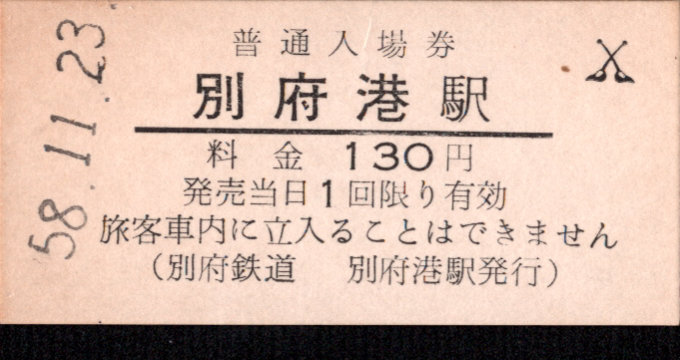 58.11.23
普通入場券
別府港駅
料金 130円
発売当日1回限り有効
旅客車内に立入ることはできません
(別府鉄道 別府港駅発行)